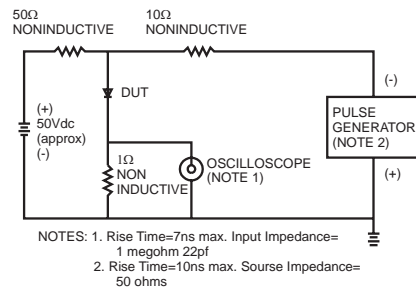 50Ω
NONINDUCTIVE
10Ω
NONINDUCTIVE
(+)
50Vdc
(approx)
(-)
DUT
1Ω
NON
INDUCTIVE
OSCILLOSCOPE
(NOTE 1)
(-)
PULSE
GENERATOR
(NOTE 2)
(+)
NOTES: 1. Rise Time=7ns max. Input Impedance=
1 megohm 22pf
2. Rise Time=10ns max. Sourse Impedance=
50 ohms